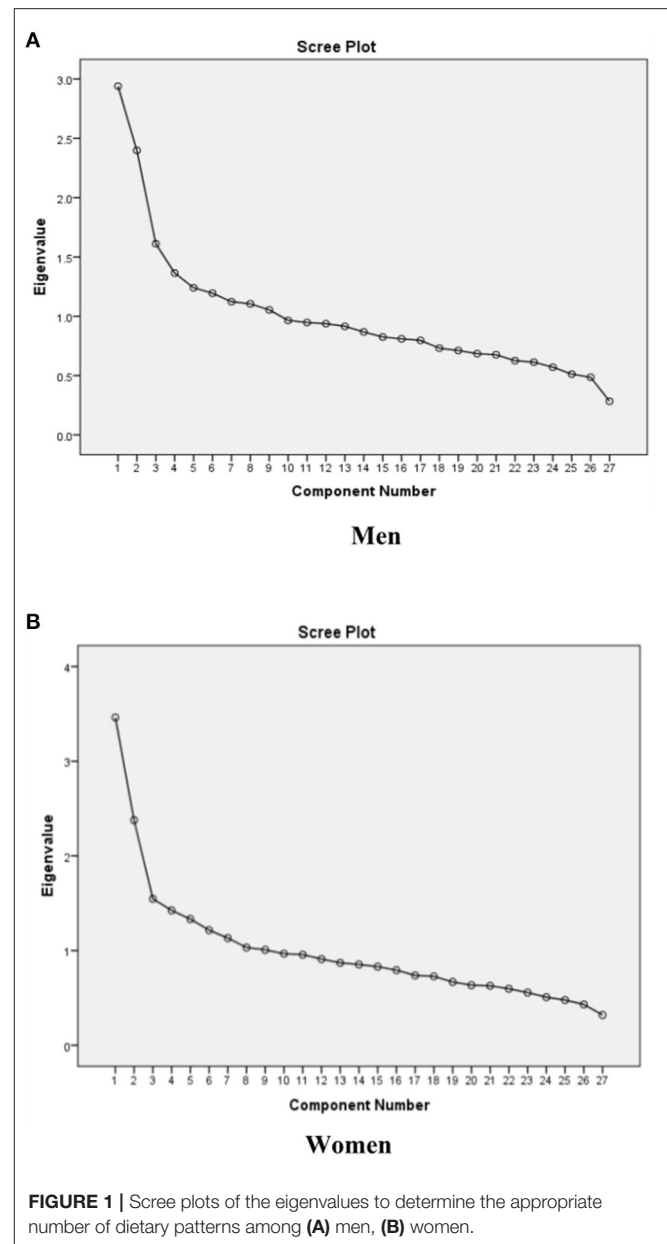 A
Scree Plot
3.0
2.5
2.0
1.5
1.0
0.5
0.0
Eigenvalue
1 2 3 4 5 6 7 8 9 10 11 12 13 14 15 16 17 18 19 20 21 22 23 24 25 26 27
Component Number
Men
B
Scree Plot
4
3
2
1
0
Eigenvalue
1 2 3 4 5 6 7 8 9 10 11 12 13 14 15 16 17 18 19 20 21 22 23 24 25 26 27
Component Number
Women
FIGURE 1 | Scree plots of the eigenvalues to determine the appropriate
number of dietary patterns among (A) men, (B) women.